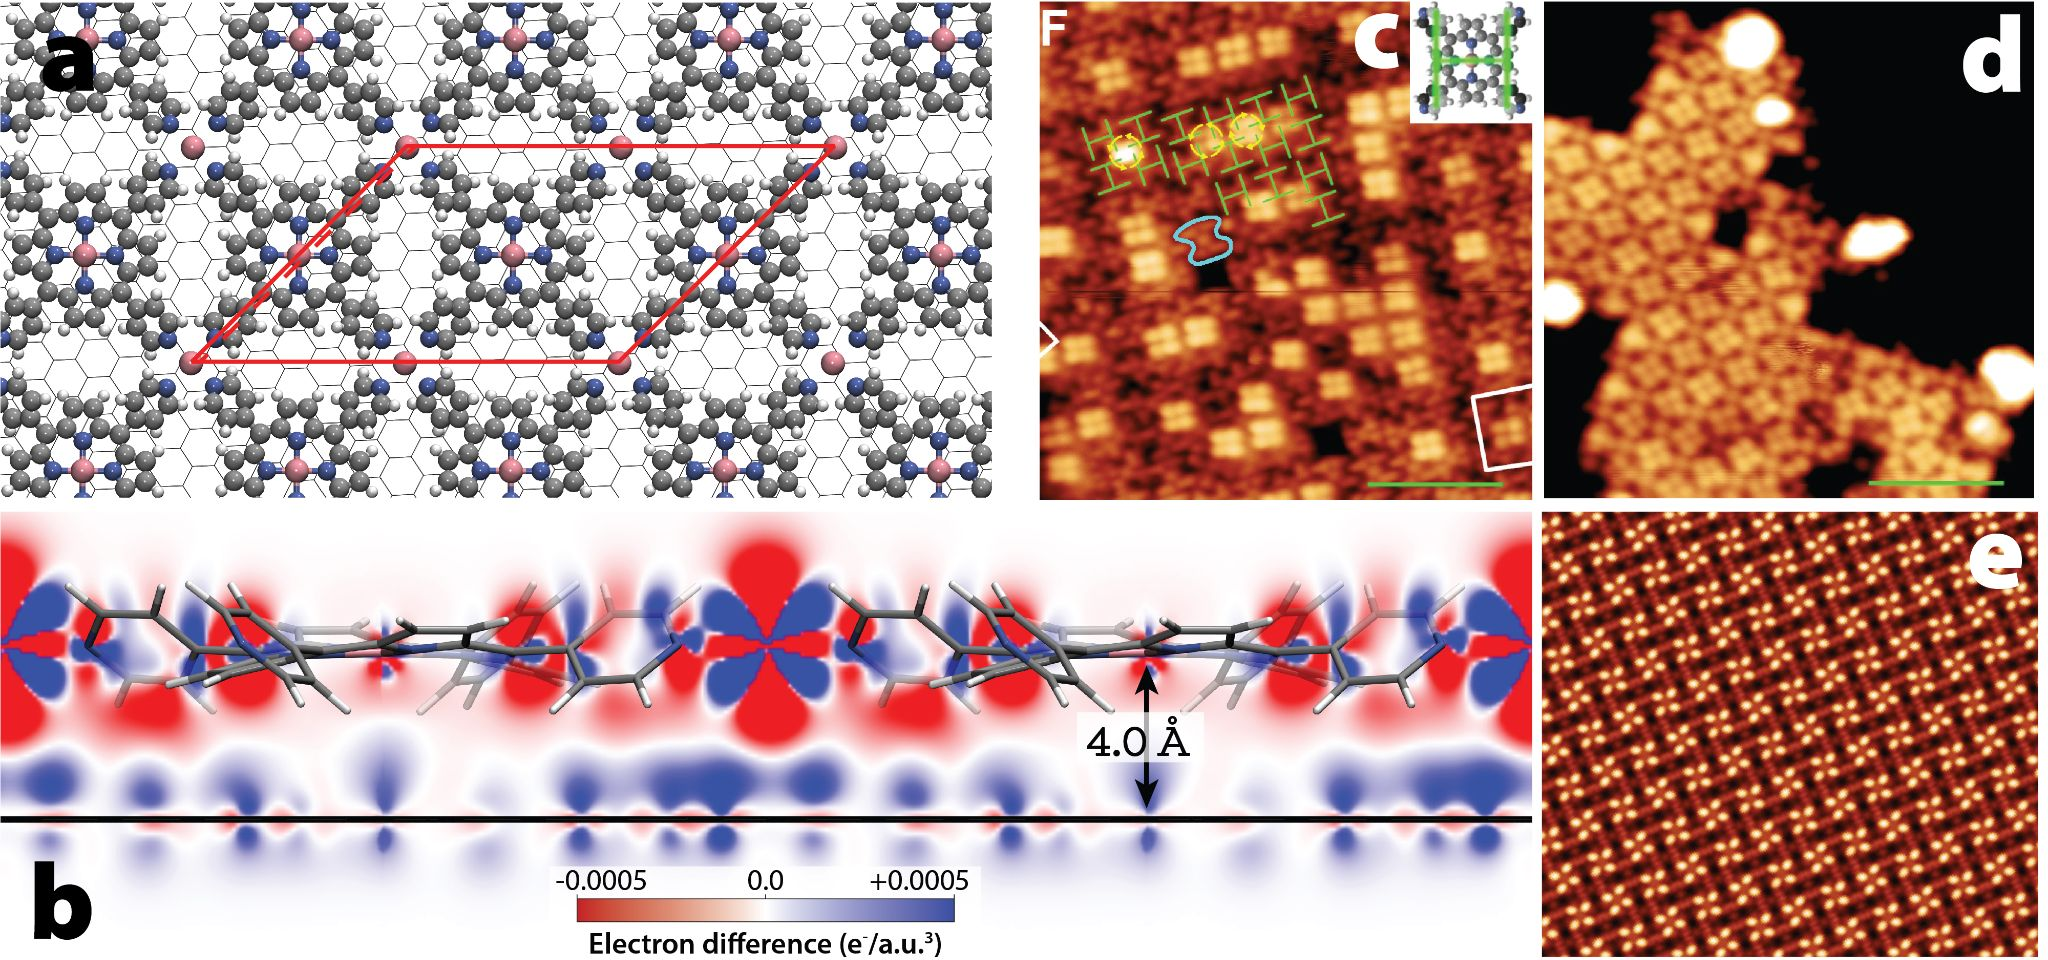 a
F
c
d
4.0 Å
b
-0.0005 0.0 +0.0005
Electron difference (e⁻/a.u.³)
e